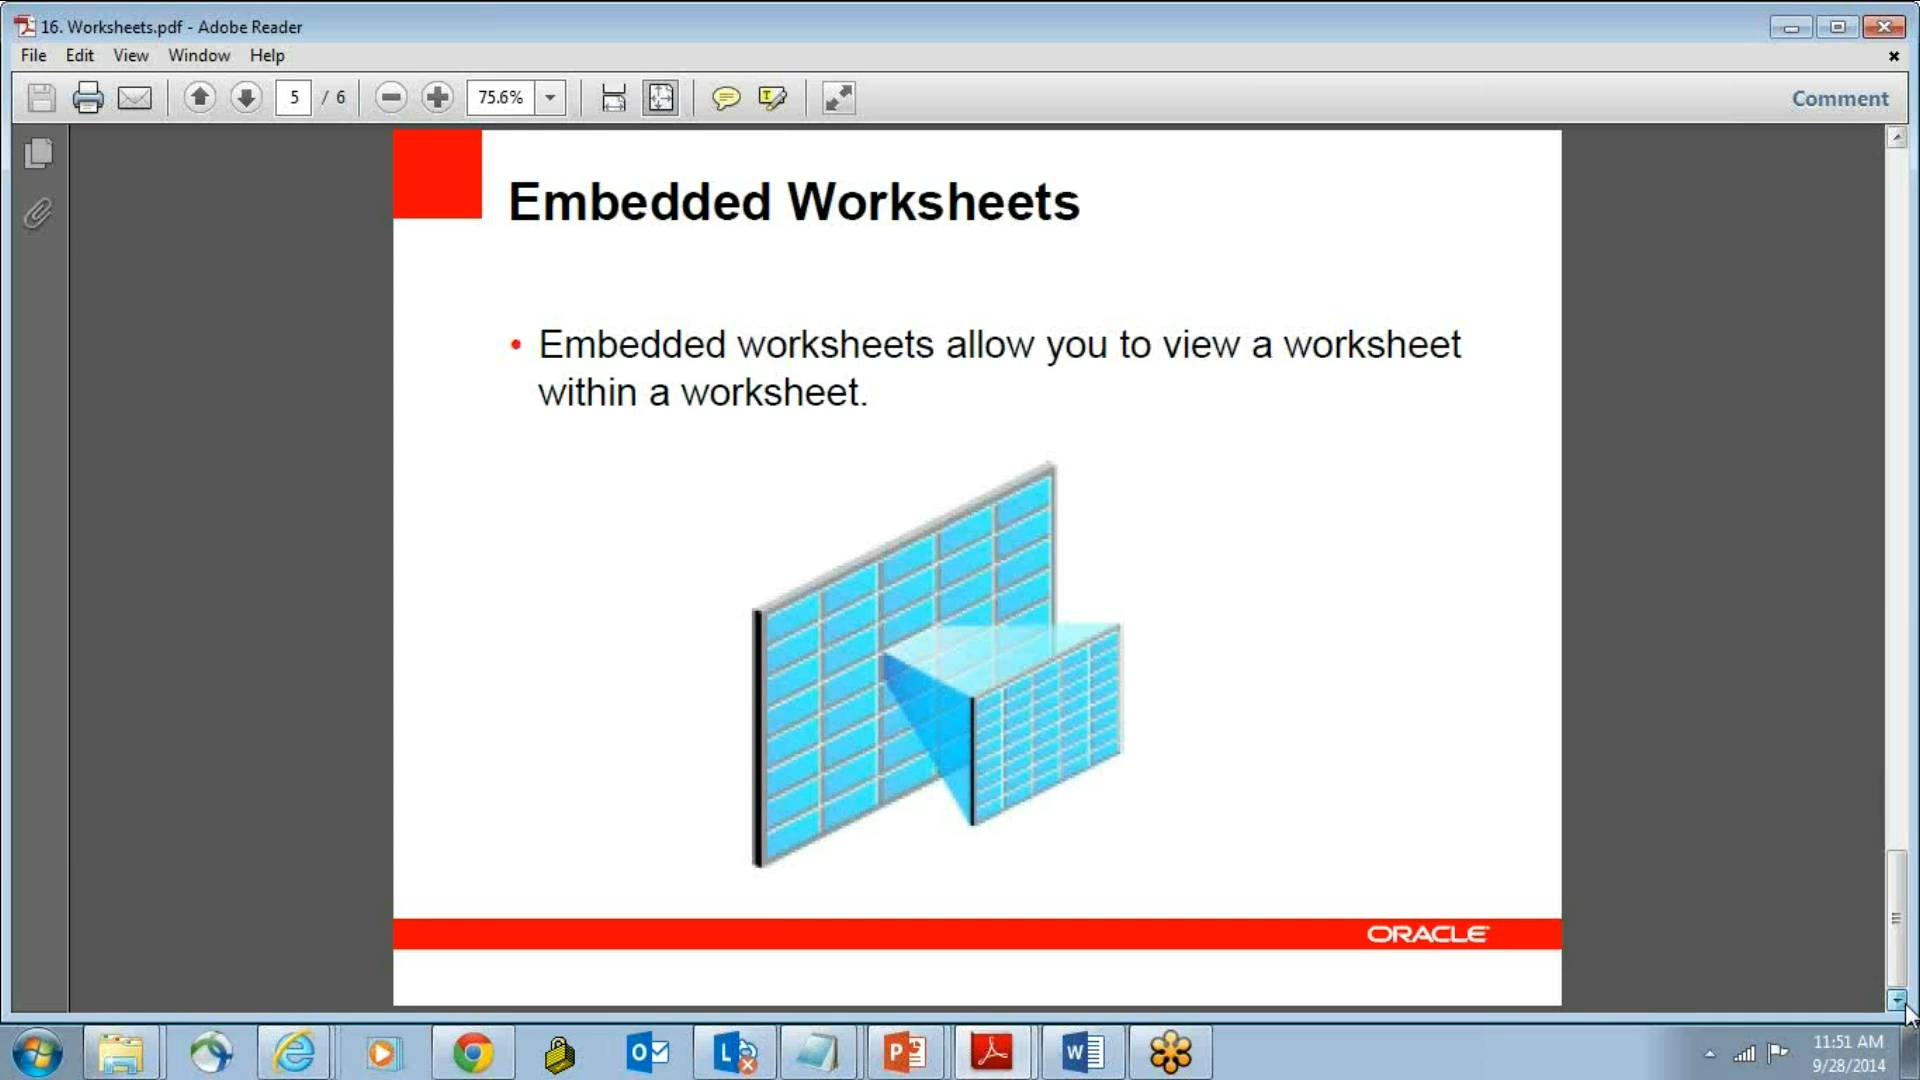 16. Worksheets.pdf - Adobe Reader
File Edit View Window Help
5 / 6 75.6% Comment
Embedded Worksheets
• Embedded worksheets allow you to view a worksheet
within a worksheet.
ORACLE
11:51 AM
9/28/2014